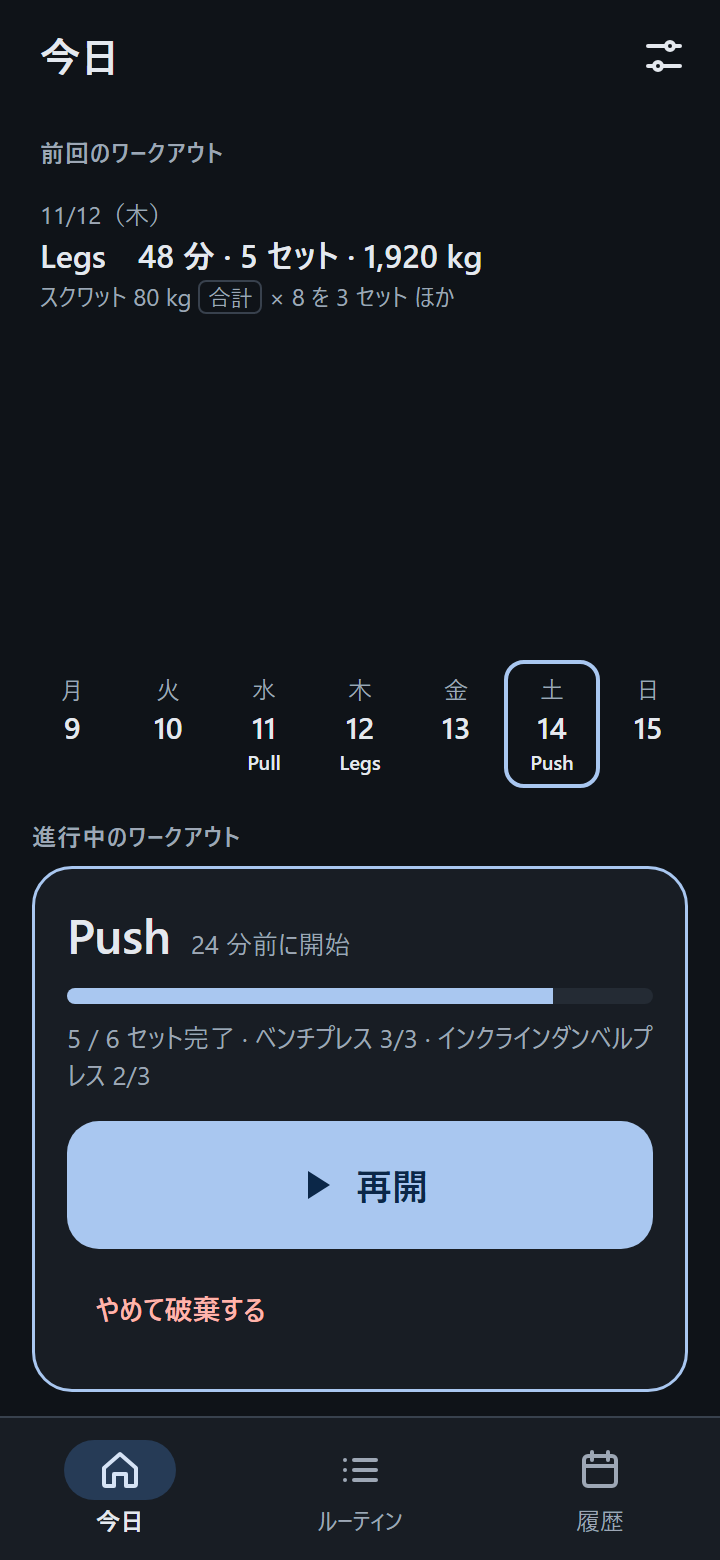 今日
前回のワークアウト
11/12（木）
Legs 48 分 · 5 セット · 1,920 kg
スクワット 80 kg 合計 × 8 を 3 セット ほか
月 火 水 木 金 土 日
9 10 11 12 13 14 15
Pull Legs Push
進行中のワークアウト
Push 24 分前に開始
5 / 6 セット完了 · ベンチプレス 3/3 · インクラインダンベルプ
レス 2/3
再開
やめて破棄する
今日 ルーティン 履歴